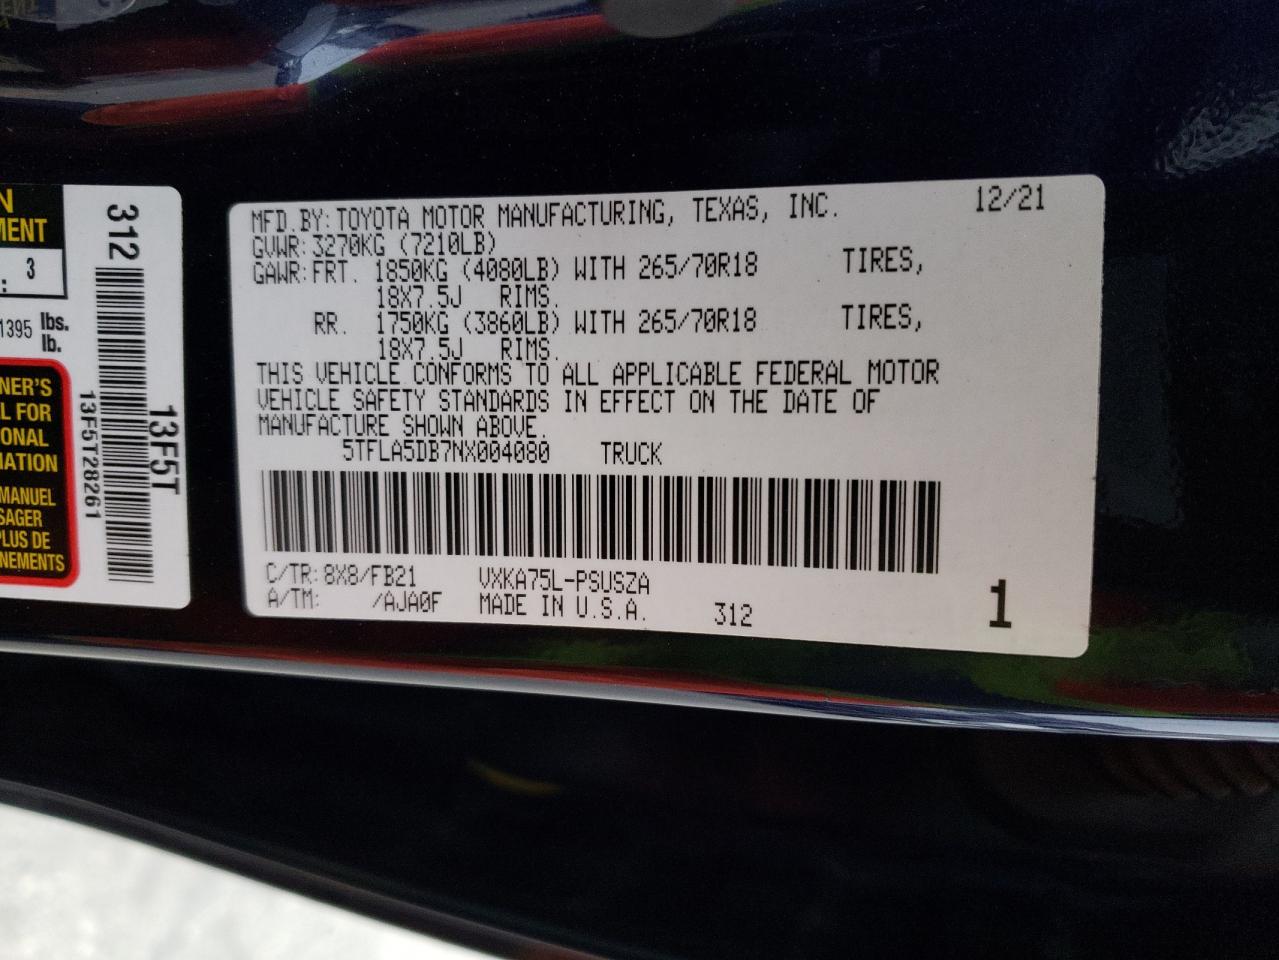 N
MENT
: 3
1395 lbs.
lb.
NER'S
L FOR
ONAL
MATION
MANUEL
SAGER
PLUS DE
NEMENTS
312
13F5T28261
13F5T
MFD.BY: TOYOTA MOTOR MANUFACTURING, TEXAS, INC. 12/21
GVWR: 3270KG (7210LB)
GAWR: FRT. 1850KG (4080LB) WITH 265/70R18 TIRES,
18X7.5J RIMS.
RR. 1750KG (3860LB) WITH 265/70R18 TIRES,
18X7.5J RIMS.
THIS VEHICLE CONFORMS TO ALL APPLICABLE FEDERAL MOTOR
VEHICLE SAFETY STANDARDS IN EFFECT ON THE DATE OF
MANUFACTURE SHOWN ABOVE.
5TFLA5DB7NX004080 TRUCK
C/TR: 8X8/FB21 VXKA75L-PSUSZA
A/TM: /AJA0F MADE IN U.S.A. 312 1